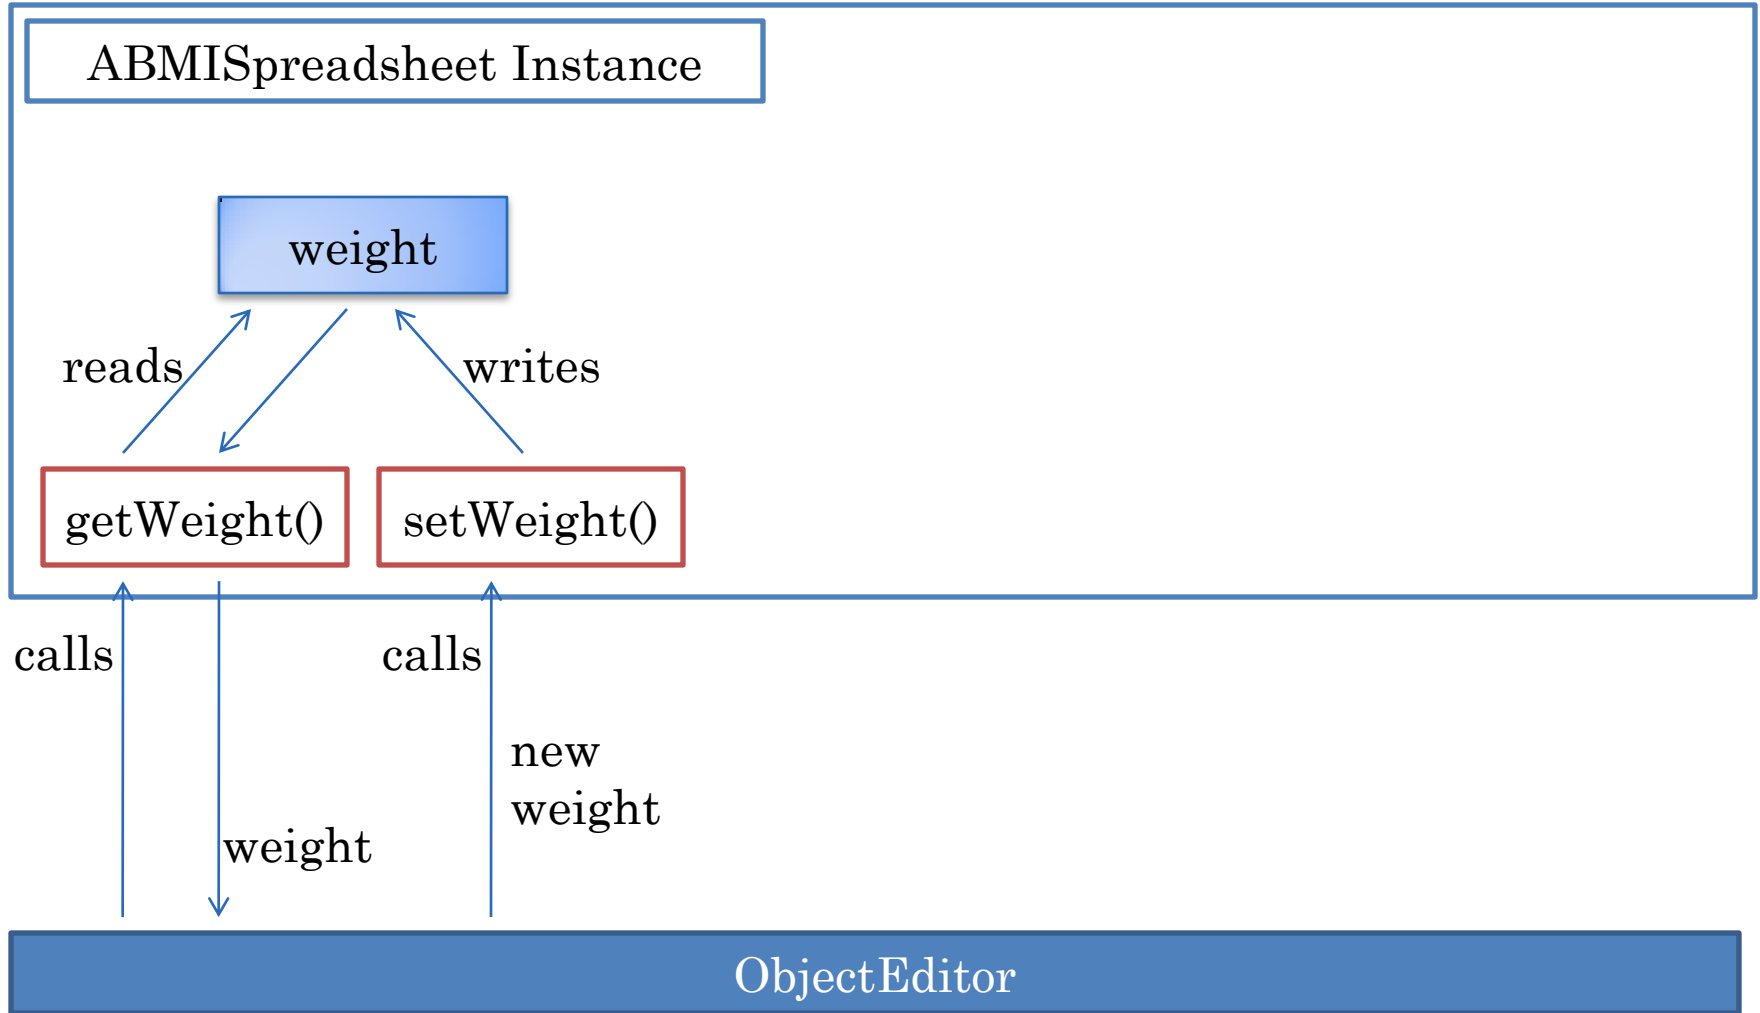 ABMISpreadsheet Instance
weight
reads
writes
getWeight()
setWeight()
calls
calls
new
weight
weight
ObjectEditor